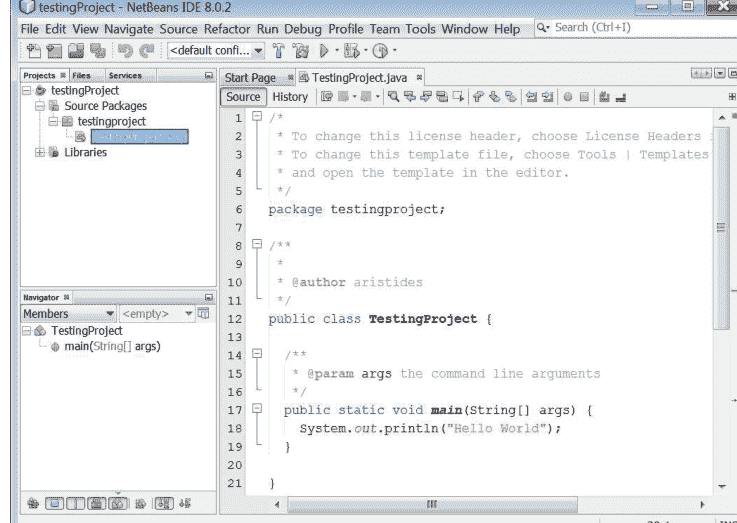 testingProject - NetBeans IDE 8.0.2
File Edit View Navigate Source Refactor Run Debug Profile Team Tools Window Help
Search (Ctrl+I)
<default confi...
Projects Files Services
testingProject
Source Packages
testingproject
Libraries
Navigator
Members <empty>
TestingProject
main(String[] args)
Start Page TestingProject.java
Source History
1 /*
2 * To change this license header, choose License Headers
3 * To change this template file, choose Tools | Templates
4 * and open the template in the editor.
5 */
6 package testingproject;
7
8 /**
9 *
10 * @author aristides
11 */
12 public class TestingProject {
13
14 /**
15 * @param args the command line arguments
16 */
17 public static void main(String[] args) {
18 System.out.println("Hello World");
19 }
20
21 }